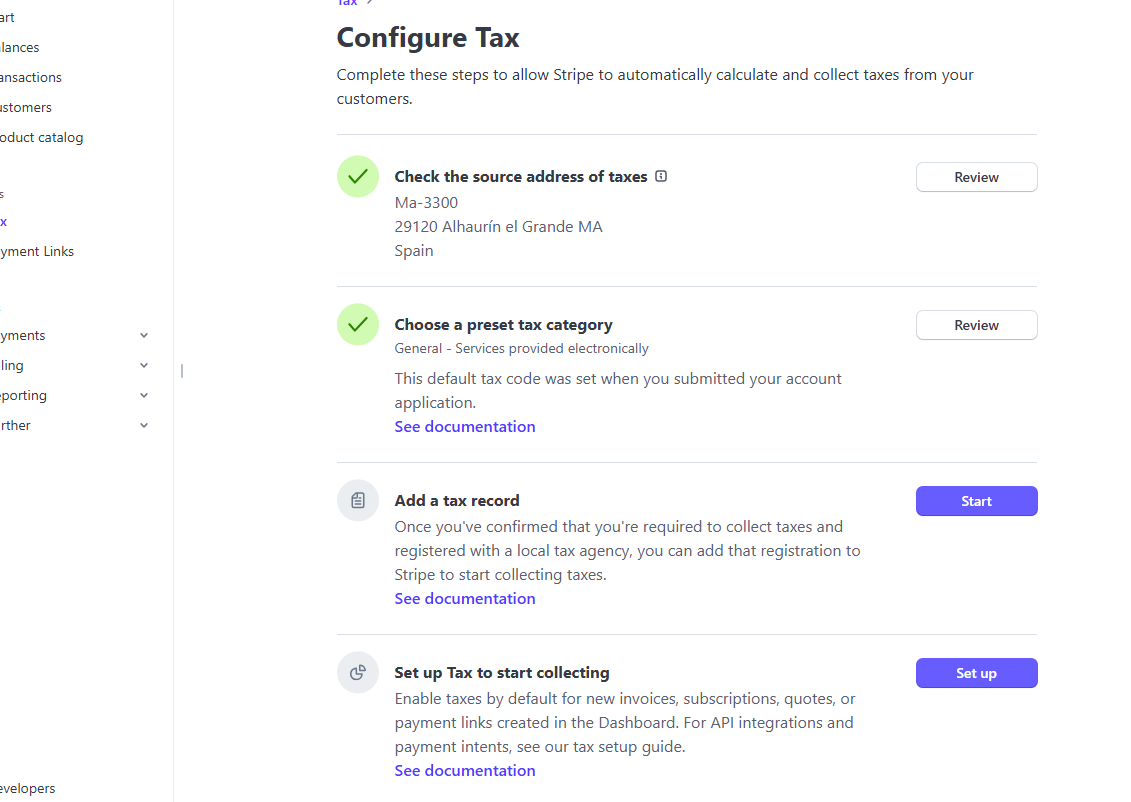 Tax >
art
alances
ansactions
ustomers
oduct catalog
s
x
yment Links
yments
ling
eporting
rther
evelopers
Configure Tax
Complete these steps to allow Stripe to automatically calculate and collect taxes from your
customers.
Check the source address of taxes
Review
Ma-3300
29120 Alhaurín el Grande MA
Spain
Choose a preset tax category
Review
General - Services provided electronically
This default tax code was set when you submitted your account
application.
See documentation
Add a tax record
Start
Once you've confirmed that you're required to collect taxes and
registered with a local tax agency, you can add that registration to
Stripe to start collecting taxes.
See documentation
Set up Tax to start collecting
Set up
Enable taxes by default for new invoices, subscriptions, quotes, or
payment links created in the Dashboard. For API integrations and
payment intents, see our tax setup guide.
See documentation